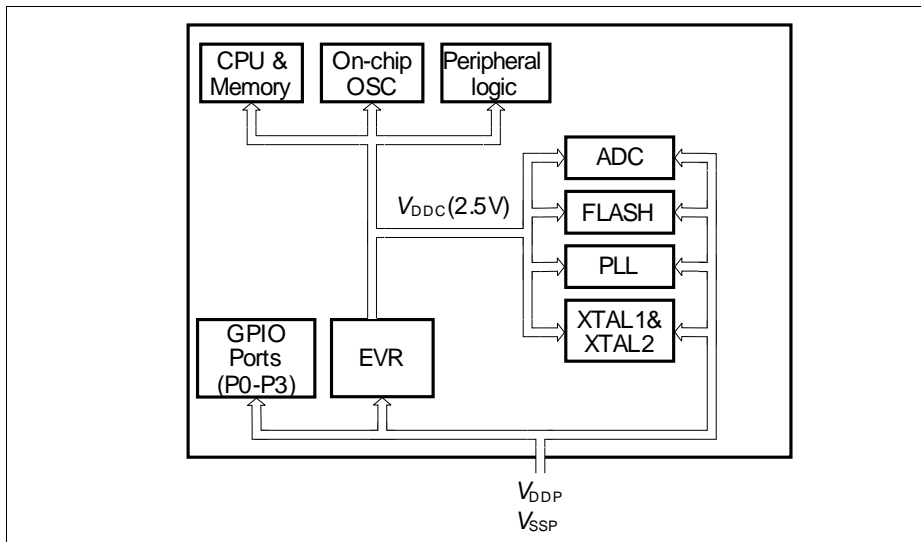 CPU &
Memory
On-chip
OSC
Peripheral
logic
ADC
VDDC (2.5V)
FLASH
PLL
XTAL1&
XTAL2
GPIO
Ports
(P0-P3)
EVR
VDDP
VSSP